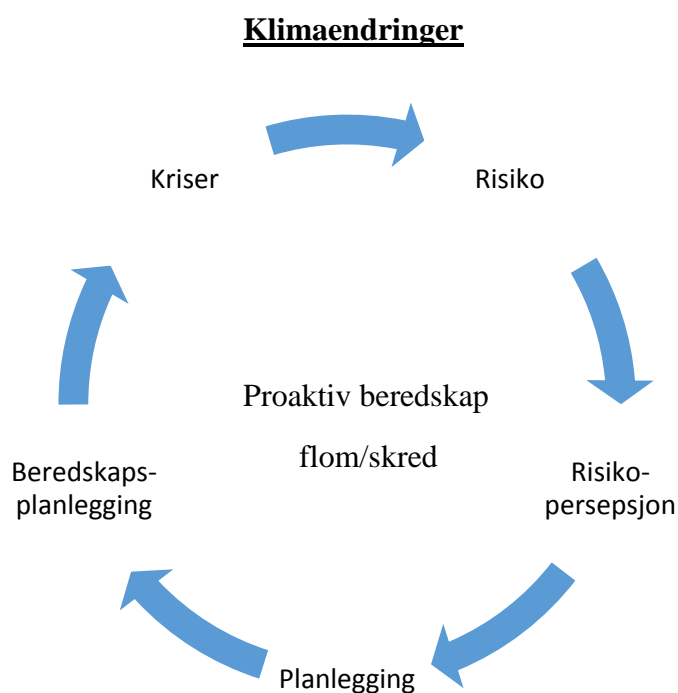 Klimaendringer
Kriser
Risiko
Proaktiv beredskap
flom/skred
Beredskaps-
planlegging
Risiko-
persepsjon
Planlegging